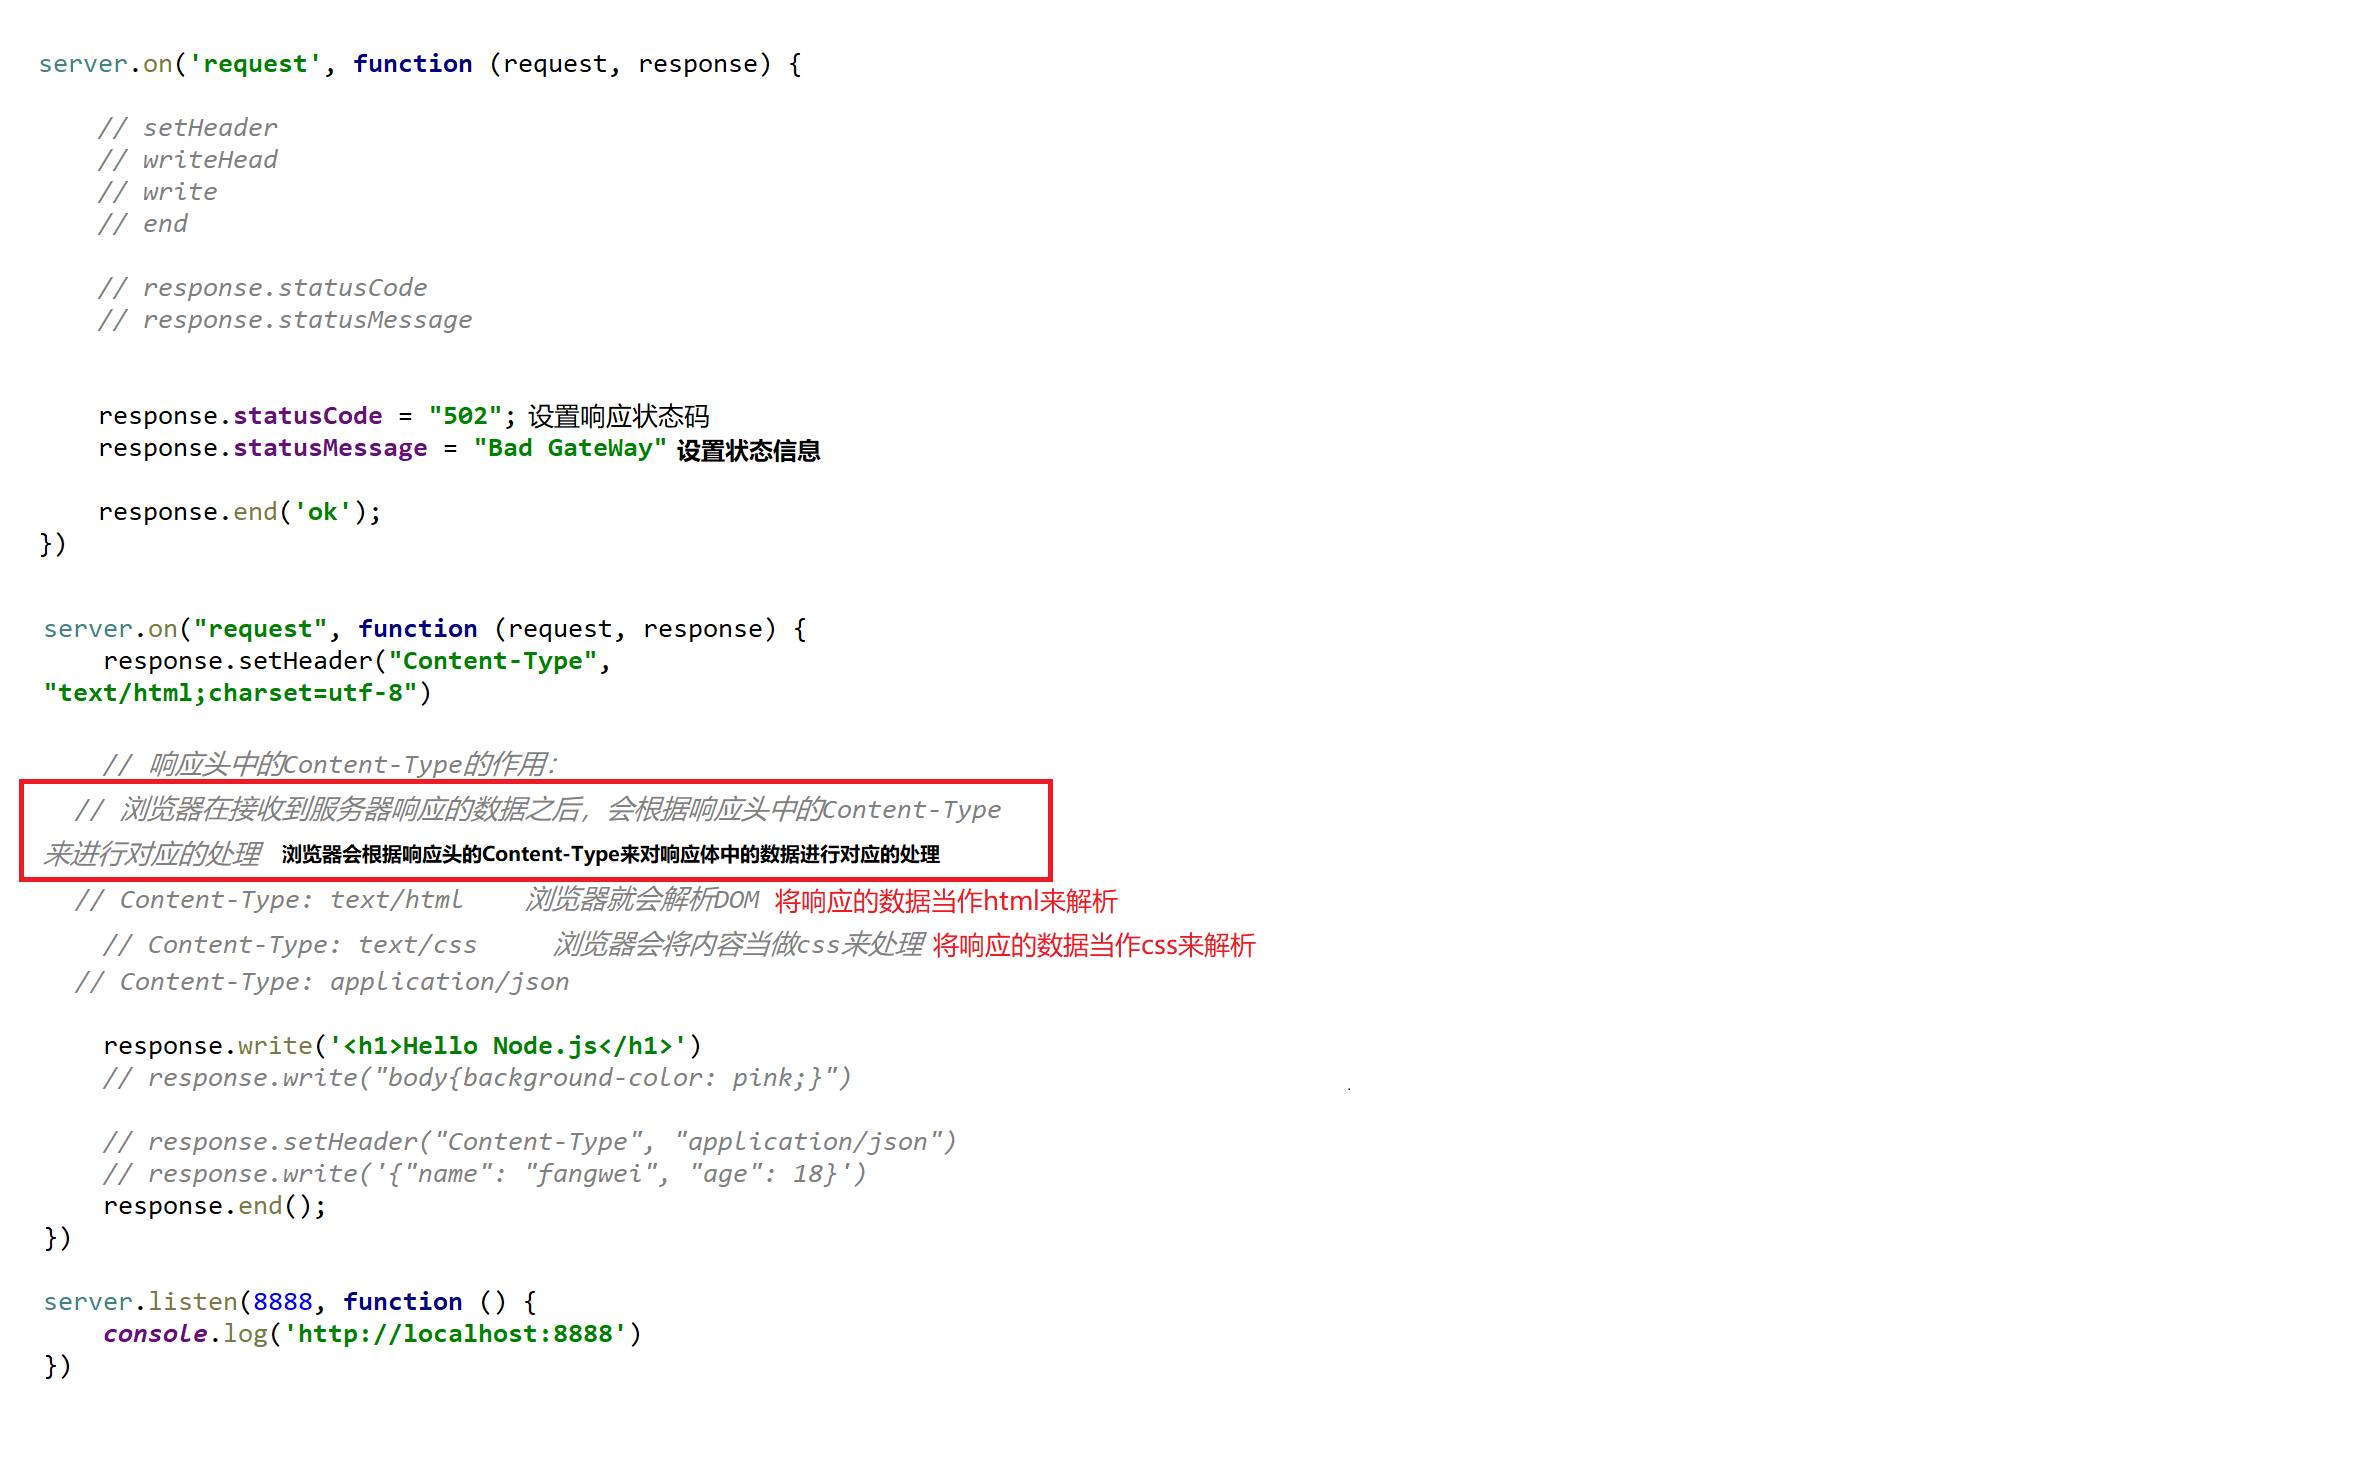 server.on('request', function (request, response) {
// setHeader
// writeHead
// write
// end
// response.statusCode
// response.statusMessage
response.statusCode = "502"; 设置响应状态码
response.statusMessage = "Bad GateWay" 设置状态信息
response.end('ok');
})
server.on("request", function (request, response) {
response.setHeader("Content-Type",
"text/html;charset=utf-8")
// 响应头中的Content-Type的作用：
// 浏览器在接收到服务器响应的数据之后，会根据响应头中的Content-Type
来进行对应的处理 浏览器会根据响应头的Content-Type来对响应体中的数据进行对应的处理
// Content-Type: text/html 浏览器就会解析DOM 将响应的数据当作html来解析
// Content-Type: text/css 浏览器会将内容当做css来处理 将响应的数据当作css来解析
// Content-Type: application/json
response.write('<h1>Hello Node.js</h1>')
// response.write("body{background-color: pink;}")
// response.setHeader("Content-Type", "application/json")
// response.write('{"name": "fangwei", "age": 18}')
response.end();
})
server.listen(8888, function () {
console.log('http://localhost:8888')
})